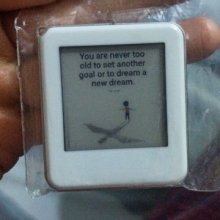 You are never too
old to set another
goal or to dream a
new dream.